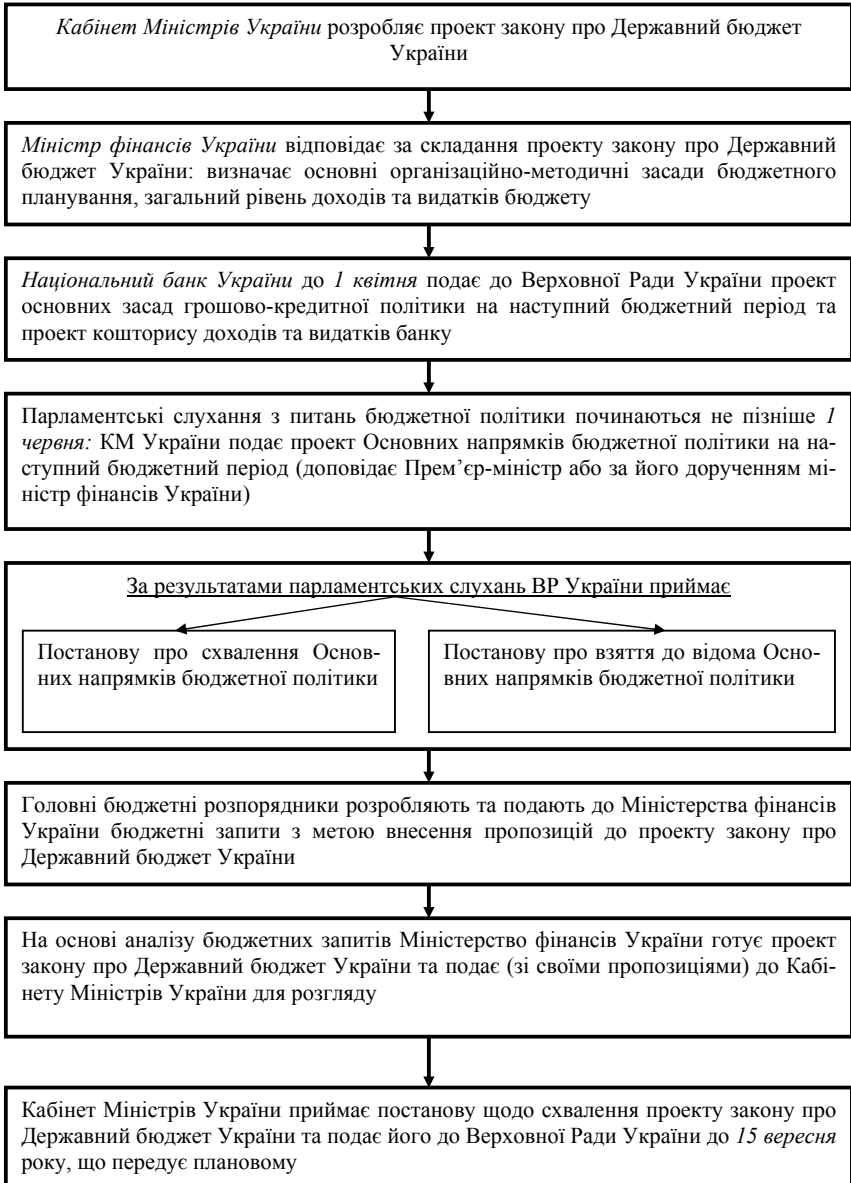 Кабінет Міністрів України розробляє проект закону про Державний бюджет
України
Міністр фінансів України відповідає за складання проекту закону про Державний
бюджет України: визначає основні організаційно-методичні засади бюджетного
планування, загальний рівень доходів та видатків бюджету
Національний банк України до 1 квітня подає до Верховної Ради України проект
основних засад грошово-кредитної політики на наступний бюджетний період та
проект кошторису доходів та видатків банку
Парламентські слухання з питань бюджетної політики починаються не пізніше 1
червня: КМ України подає проект Основних напрямків бюджетної політики на на-
ступний бюджетний період (доповідає Прем’єр-міністр або за його дорученням мі-
ністр фінансів України)
За результатами парламентських слухань ВР України приймає
Постанову про схвалення Основ-
них напрямків бюджетної політики
Постанову про взяття до відома Осно-
вних напрямків бюджетної політики
Головні бюджетні розпорядники розробляють та подають до Міністерства фінансів
України бюджетні запити з метою внесення пропозицій до проекту закону про
Державний бюджет України
На основі аналізу бюджетних запитів Міністерство фінансів України готує проект
закону про Державний бюджет України та подає (зі своїми пропозиціями) до Кабі-
нету Міністрів України для розгляду
Кабінет Міністрів України приймає постанову щодо схвалення проекту закону про
Державний бюджет України та подає його до Верховної Ради України до 15 вересня
року, що передує плановому